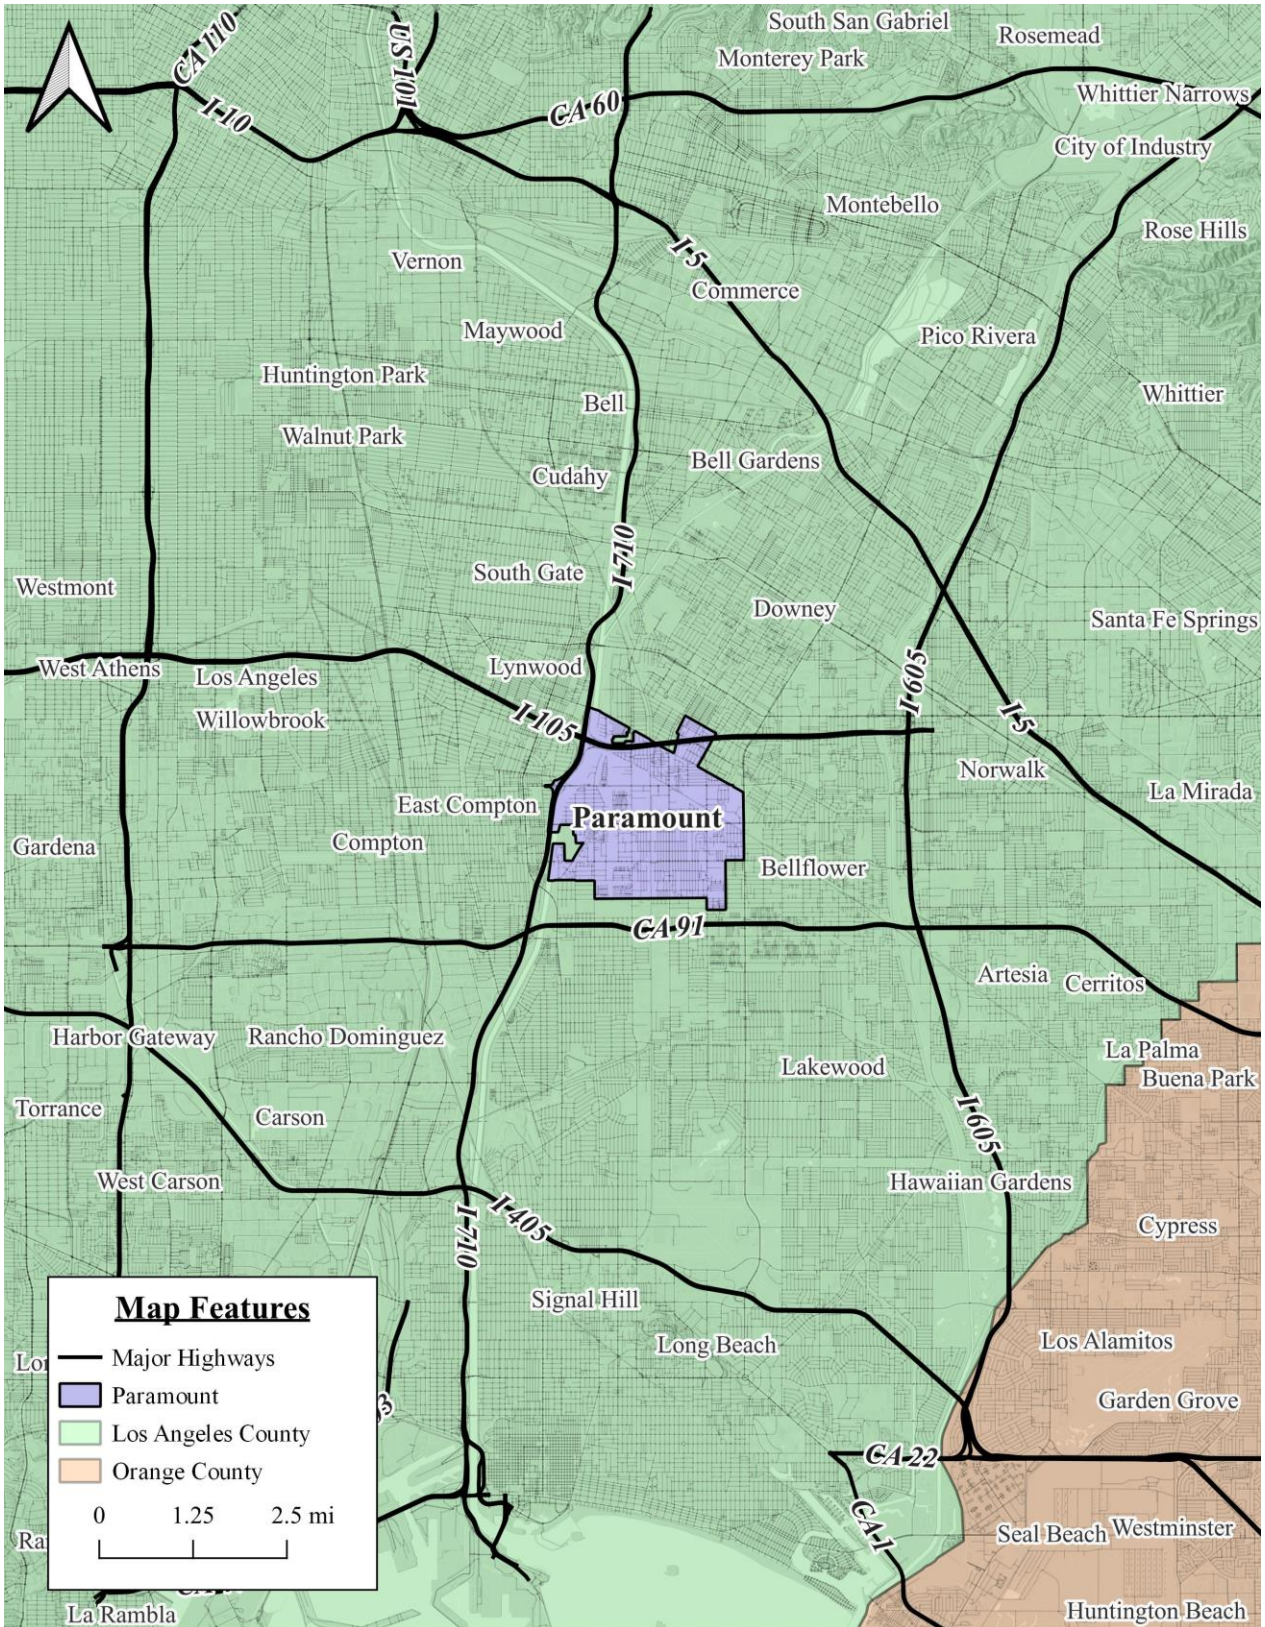 CA 110
US-101
South San Gabriel
Rosemead
Monterey Park
Whittier Narrows
I-10
CA 60
City of Industry
Montebello
Rose Hills
Vernon
I-5
Commerce
Maywood
Pico Rivera
Huntington Park
Whittier
Bell
Walnut Park
Bell Gardens
Cudahy
I-710
South Gate
Westmont
Downey
Santa Fe Springs
Lynwood
West Athens
Los Angeles
I-605
Willowbrook
I-105
I-5
Norwalk
La Mirada
East Compton
Paramount
Gardena
Compton
Bellflower
CA 91
Artesia
Cerritos
Harbor Gateway
Rancho Dominguez
La Palma
Lakewood
Buena Park
Torrance
Carson
I-605
West Carson
Hawaiian Gardens
I-405
I-710
Cypress
Signal Hill
Long Beach
Los Alamitos
Garden Grove
CA 22
CA-1
Seal Beach
Westminster
Huntington Beach
La Rambla
Map Features
Major Highways
Paramount
Los Angeles County
Orange County
0 1.25 2.5 mi